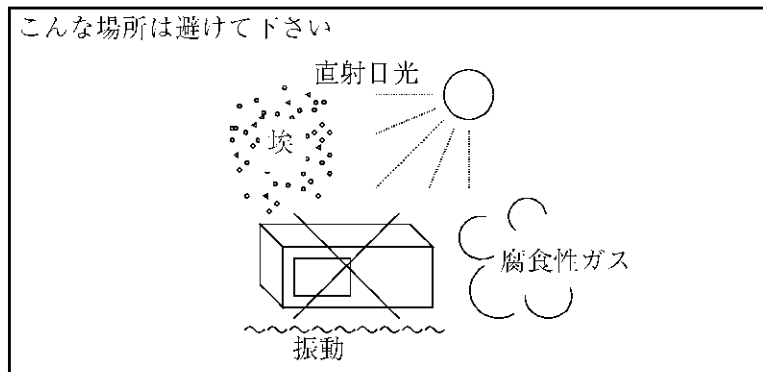 こんな場所は避けて下さい
直射日光
埃
腐食性ガス
振動